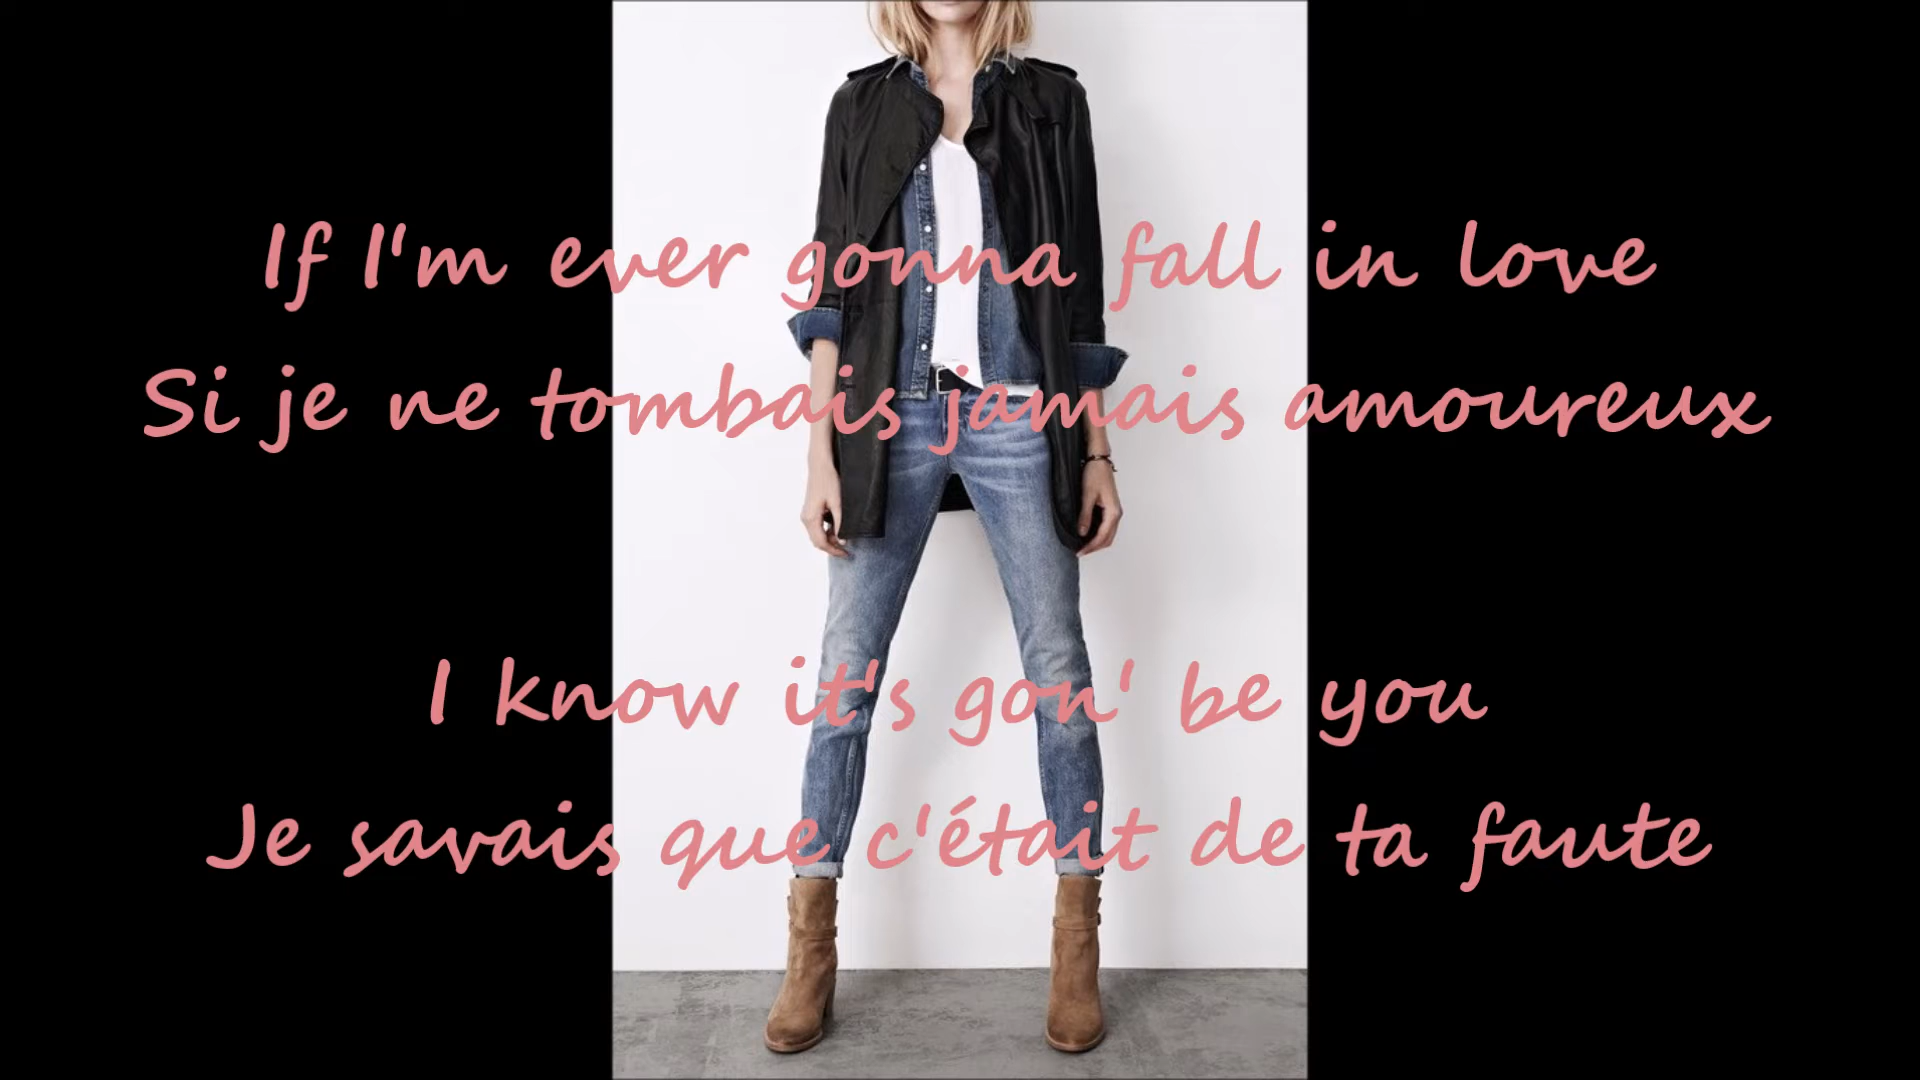 If I'm ever gonna fall in love
Si je ne tombais jamais amoureux
I know it's gon' be you
Je savais que c'était de ta faute